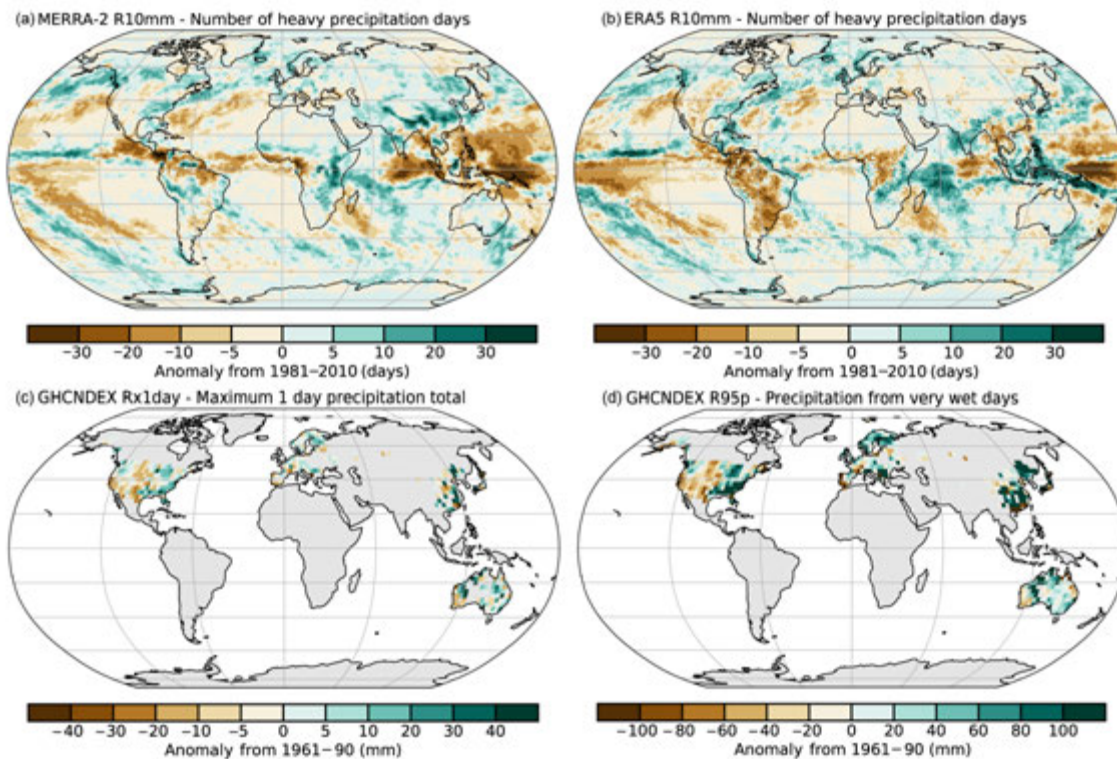 (a) MERRA-2 R10mm - Number of heavy precipitation days
(b) ERA5 R10mm - Number of heavy precipitation days
−30 −20 −10 −5 0 5 10 20 30
Anomaly from 1981−2010 (days)
−30 −20 −10 −5 0 5 10 20 30
Anomaly from 1981−2010 (days)
(c) GHCNDEX Rx1day - Maximum 1 day precipitation total
(d) GHCNDEX R95p - Precipitation from very wet days
−40 −20 −10 −5 0 5 10 20 30 40
Anomaly from 1961−90 (mm)
−100 −80 −60 −40 −20 0 20 40 60 80 100
Anomaly from 1961−90 (mm)